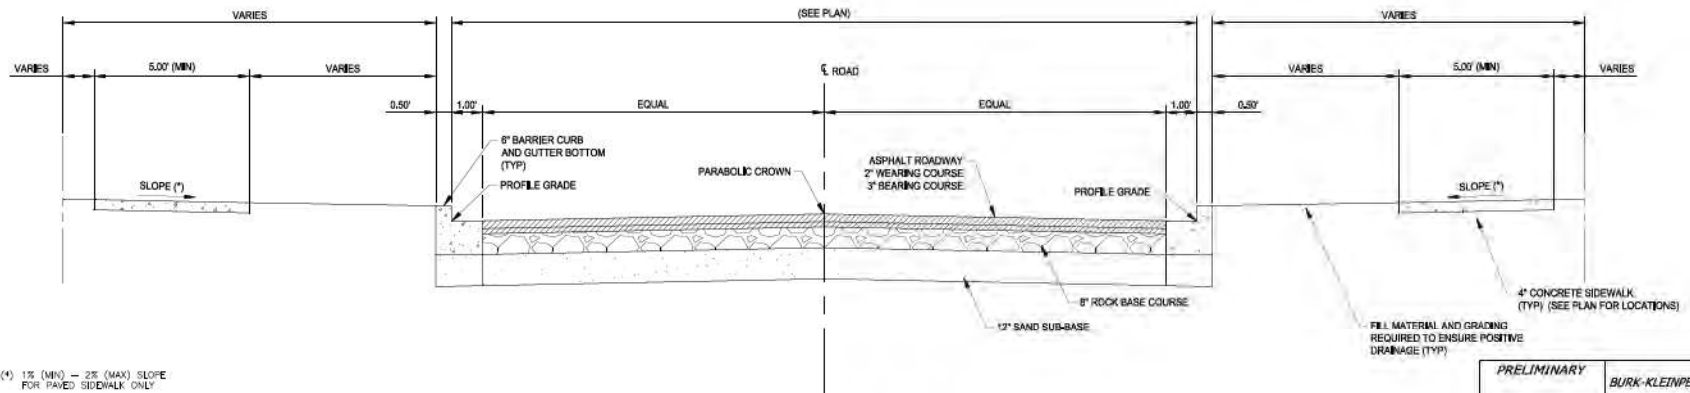 VARIES
(SEE PLAN)
VARIES
VARIES
5.00' (MIN)
VARIES
℄ ROAD
VARIES
5.00' (MIN)
VARIES
0.50'
1.00'
EQUAL
EQUAL
1.00'
0.50'
6" BARRIER CURB
AND GUTTER BOTTOM
(TYP)
PROFILE GRADE
PARABOLIC CROWN
ASPHALT ROADWAY
2" WEARING COURSE
3" BEARING COURSE
PROFILE GRADE
SLOPE (*)
SLOPE (*)
8" ROCK BASE COURSE
12" SAND SUB-BASE
4" CONCRETE SIDEWALK
(TYP) (SEE PLAN FOR LOCATIONS)
FILL MATERIAL AND GRADING
REQUIRED TO ENSURE POSITIVE
DRAINAGE (TYP)
(*) 1% (MIN) – 2% (MAX) SLOPE
FOR PAVED SIDEWALK ONLY
PRELIMINARY